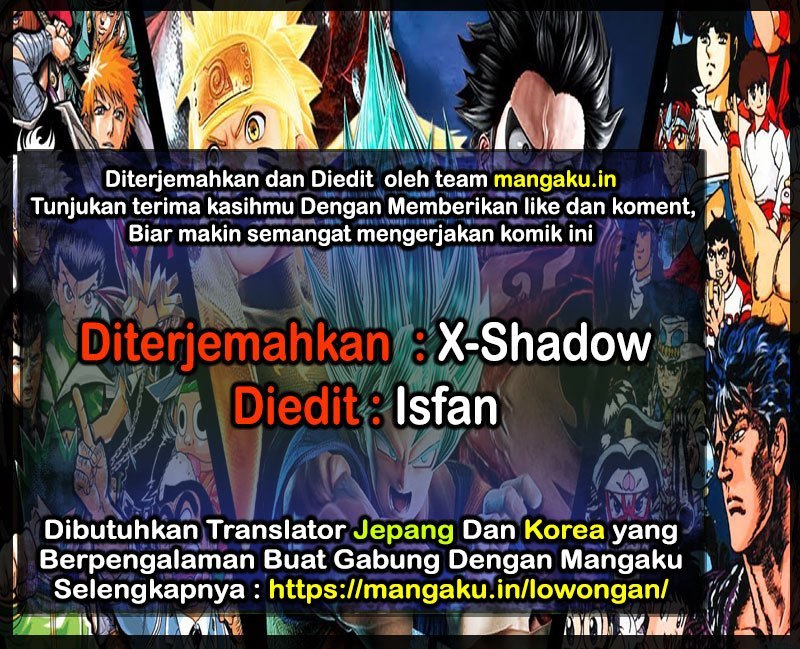 Diterjemahkan dan Diedit oleh team mangaku.in
Tunjukan terima kasihmu Dengan Memberikan like dan koment,
Biar makin semangat mengerjakan komik ini
Diterjemahkan : X-Shadow
Diedit : Isfan
Dibutuhkan Translator Jepang Dan Korea yang
Berpengalaman Buat Gabung Dengan Mangaku
Selengkapnya : https://mangaku.in/lowongan/